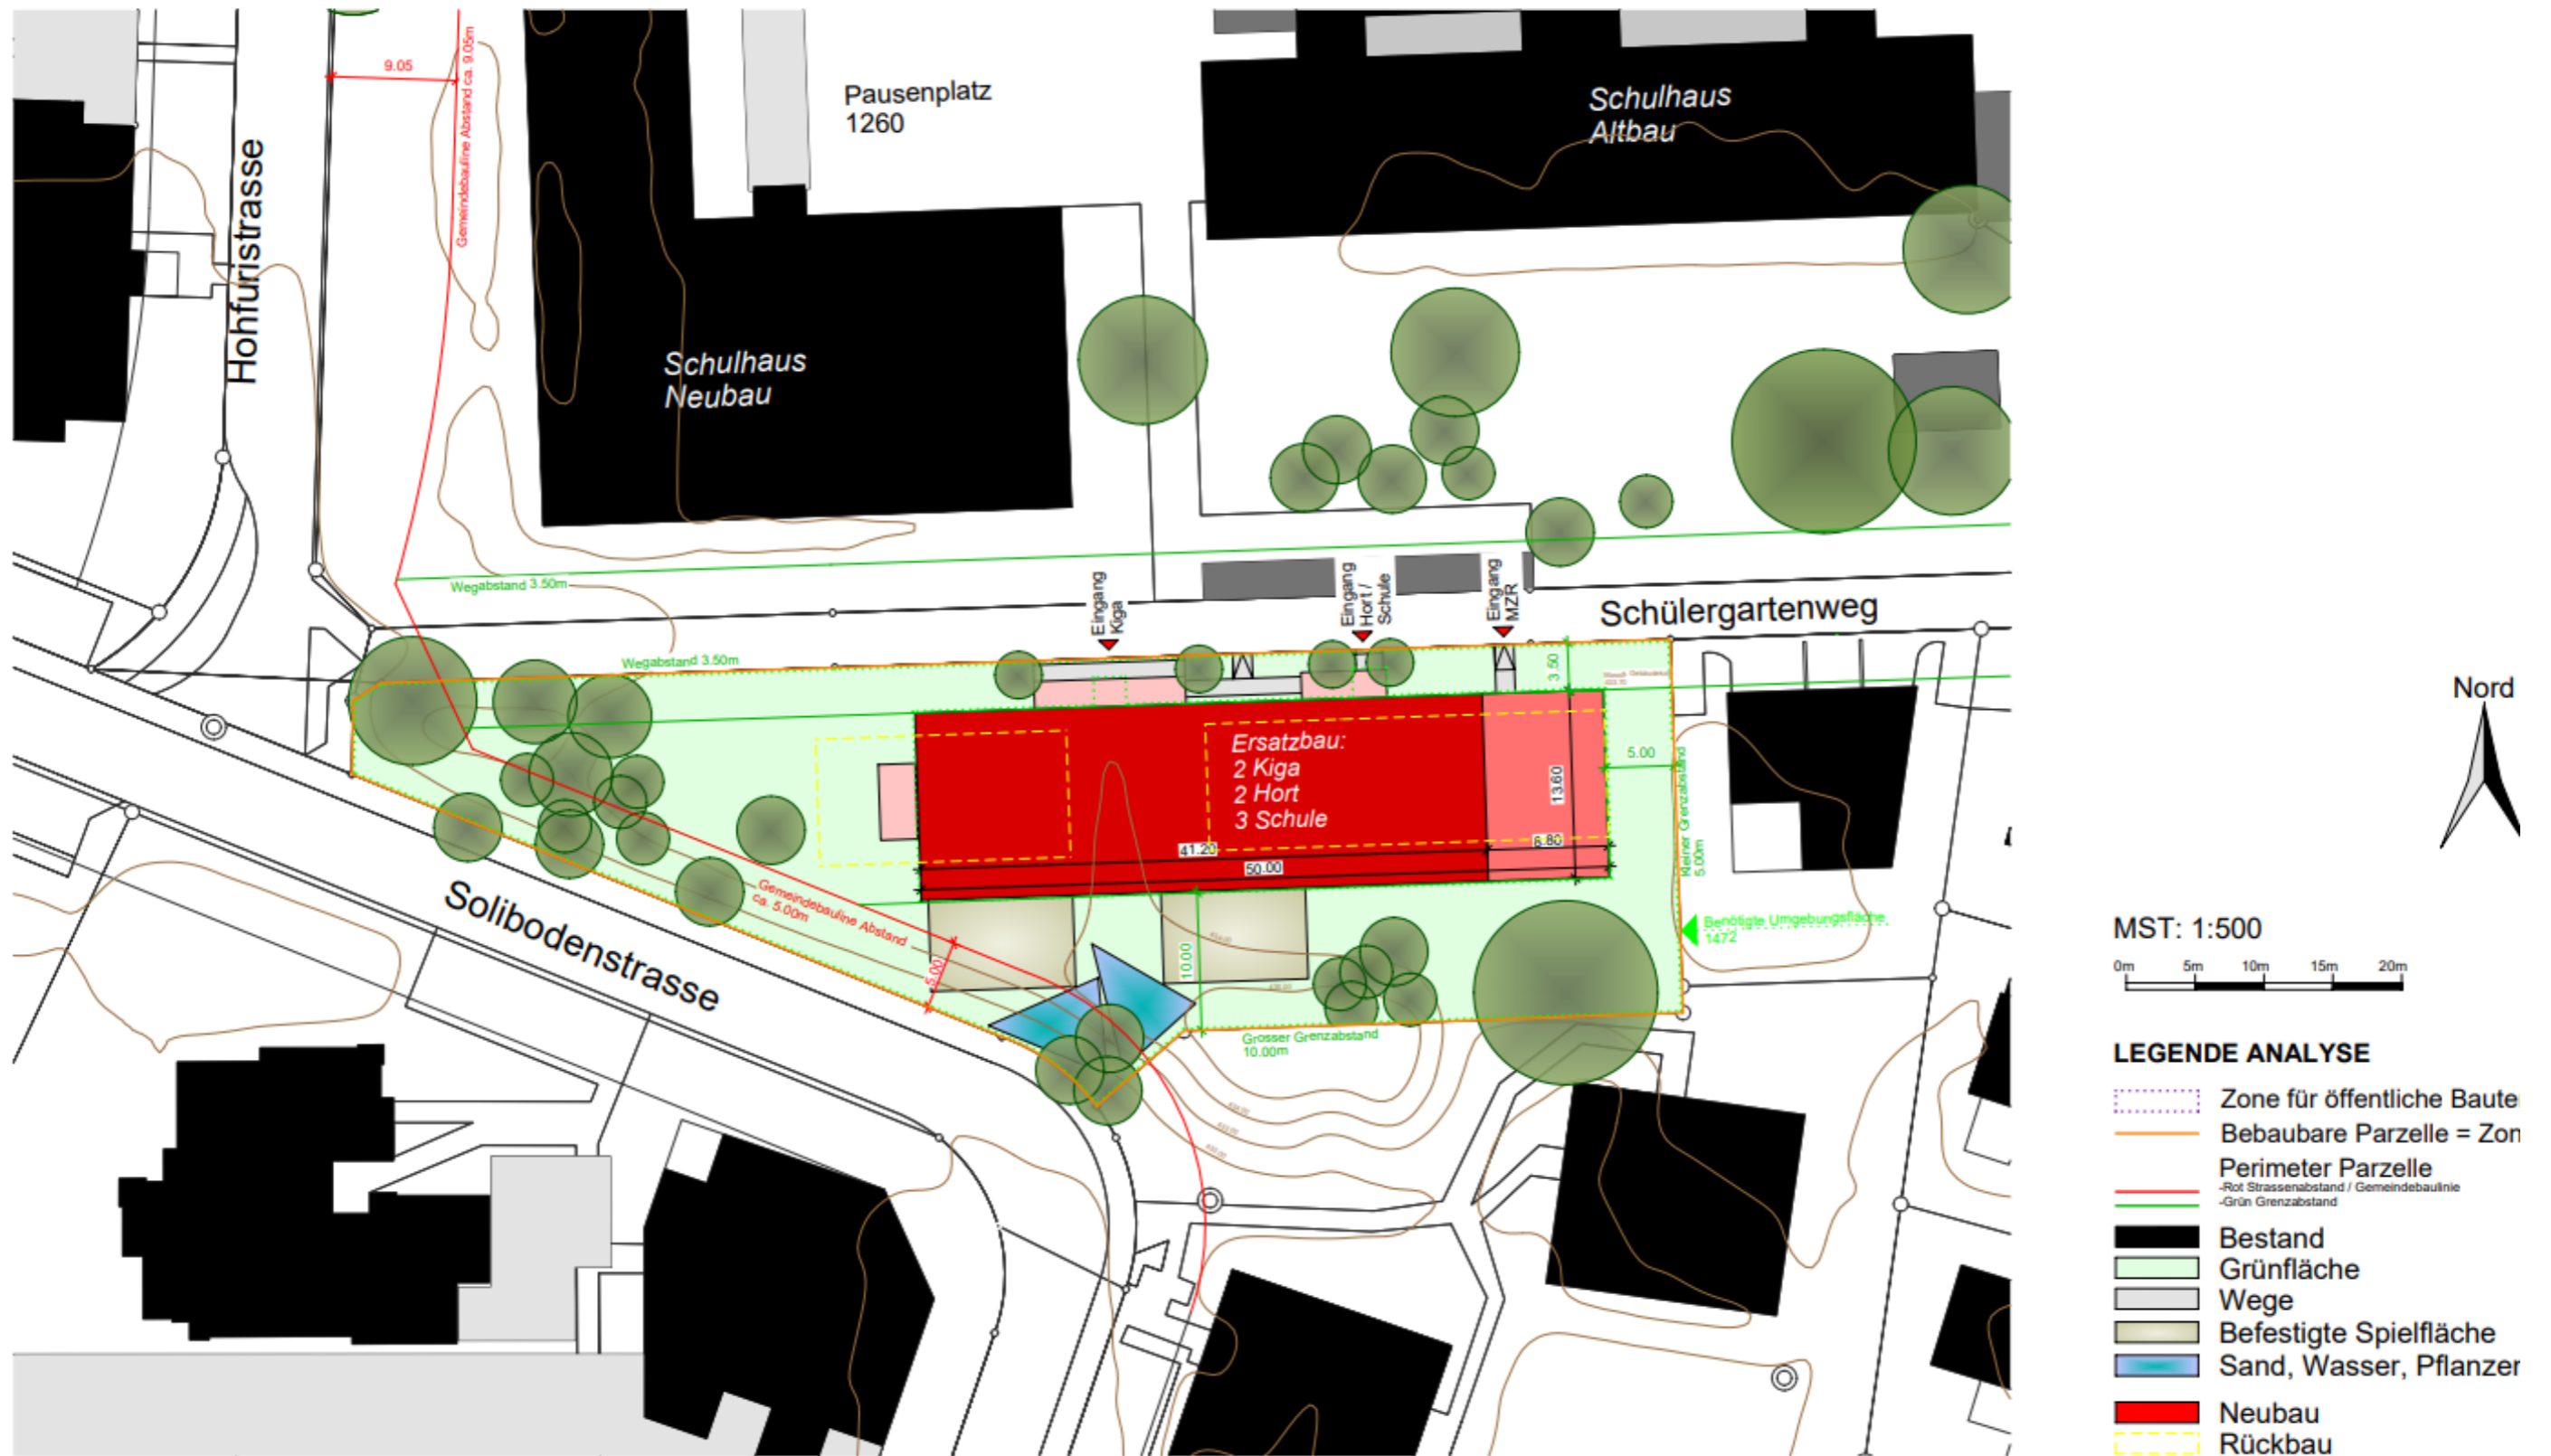 9.05
Gemeindebauline Abstand ca. 9.05m
Hohfuristrasse
Pausenplatz
1260
Schulhaus
Altbau
Schulhaus
Neubau
Wegabstand 3.50m
Eingang
Kiga
Eingang
Hort /
Schule
Eingang
MZR
Schülergartenweg
Wegabstand 3.50m
3.50
Ersatzbau:
2 Kiga
2 Hort
3 Schule
13.60
5.00
41.20
8.80
50.00
Kleiner Grenzabstand
5.00m
Gemeindebauline Abstand
ca. 5.00m
5.00
10.00
Benötigte Umgebungsfläche
1472
Solibodenstrasse
Grosser Grenzabstand
10.00m
Nord
MST: 1:500
0m 5m 10m 15m 20m
LEGENDE ANALYSE
Zone für öffentliche Baute
Bebaubare Parzelle = Zon
Perimeter Parzelle
-Rot Strassenabstand / Gemeindebaulinie
-Grün Grenzabstand
Bestand
Grünfläche
Wege
Befestigte Spielfläche
Sand, Wasser, Pflanzen
Neubau
Rückbau